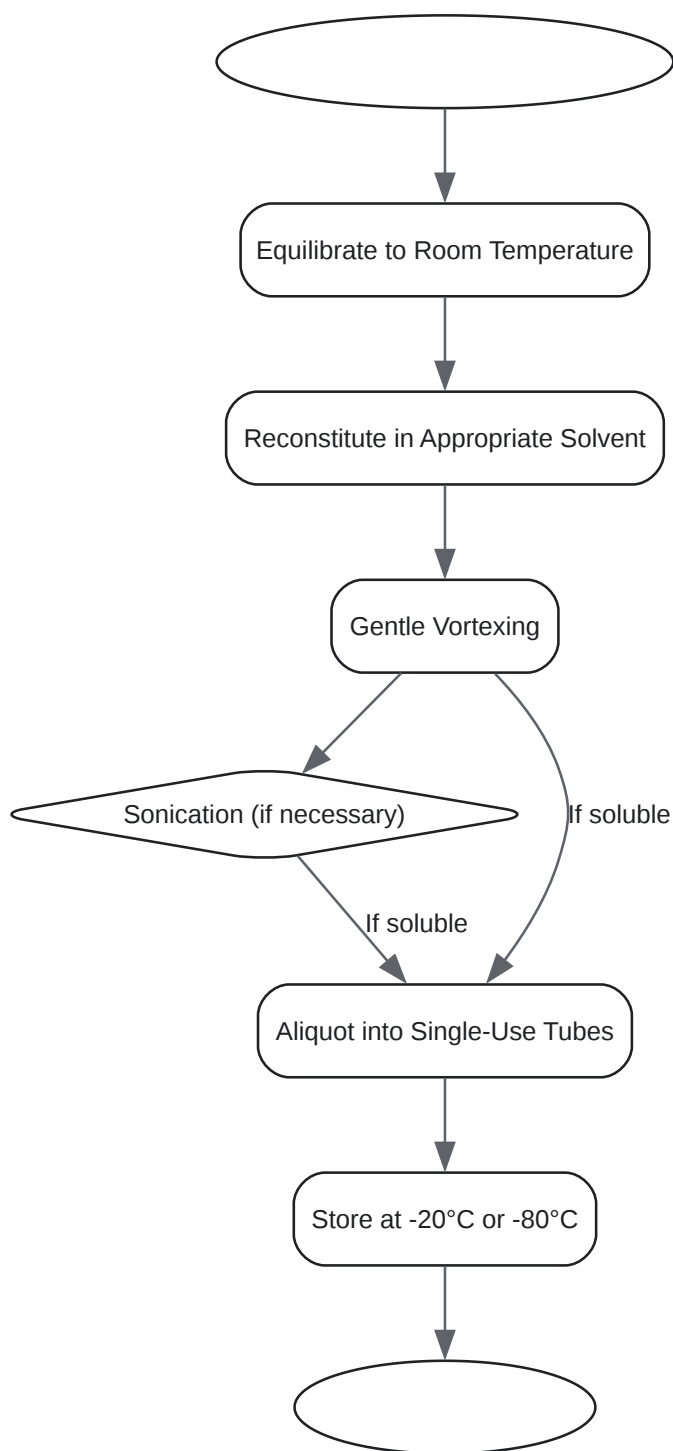 Equilibrate to Room Temperature
Reconstitute in Appropriate Solvent
Gentle Vortexing
Sonication (if necessary)
If soluble
If soluble
Aliquot into Single-Use Tubes
Store at -20°C or -80°C